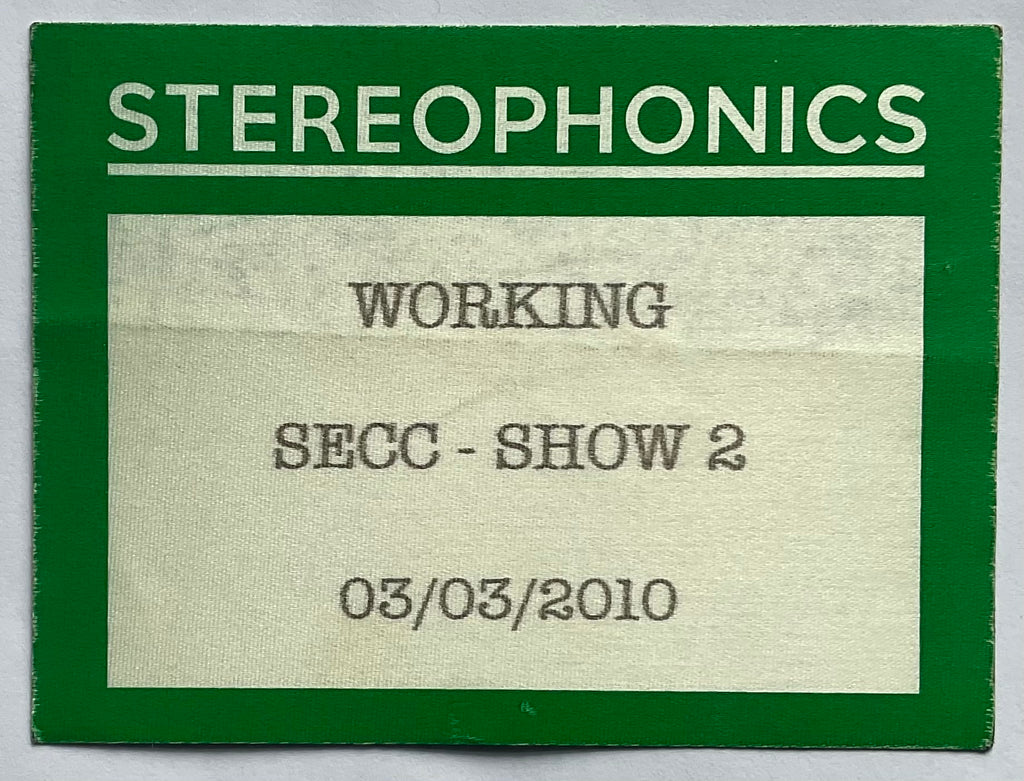 STEREOPHONICS
WORKING
SECC - SHOW 2
03/03/2010